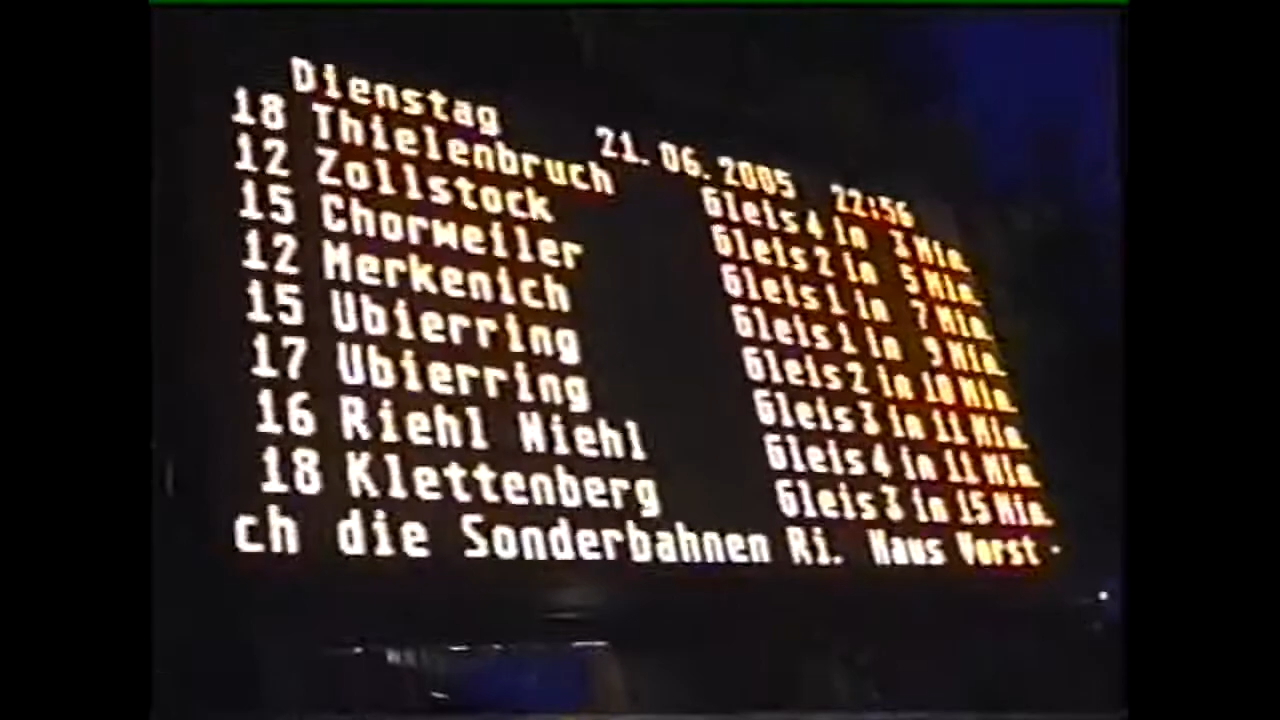 Dienstag 21.06.2005 22:56
18 Thielenbruch Gleis 4 in 3 Min.
12 Zollstock Gleis 2 in 5 Min.
15 Chorweiler Gleis 1 in 7 Min.
12 Merkenich Gleis 1 in 9 Min.
15 Ubierring Gleis 2 in 10 Min.
17 Ubierring Gleis 3 in 11 Min.
16 Riehl Niehl Gleis 4 in 11 Min.
18 Klettenberg Gleis 3 in 15 Min.
ch die Sonderbahnen Ri. Haus Vorst -